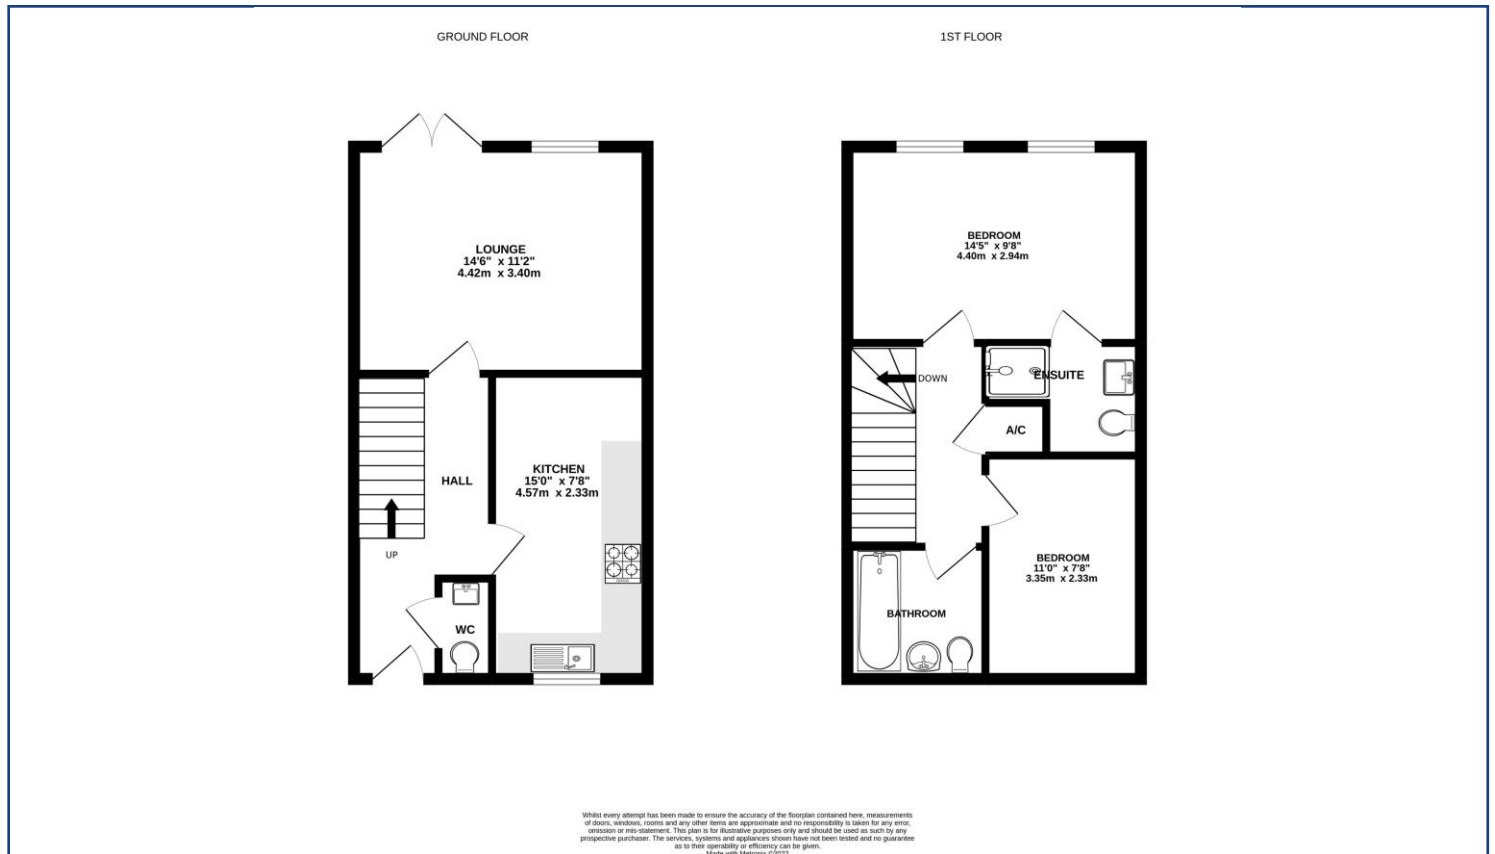 GROUND FLOOR
1ST FLOOR
LOUNGE
14'6" x 11'2"
4.42m x 3.40m
KITCHEN
15'0" x 7'8"
4.57m x 2.33m
HALL
UP
WC
BEDROOM
14'5" x 9'8"
4.40m x 2.94m
DOWN
ENSUITE
A/C
BEDROOM
11'0" x 7'8"
3.35m x 2.33m
BATHROOM
Whilst every attempt has been made to ensure the accuracy of the floorplan contained here, measurements
of doors, windows, rooms and any other items are approximate and no responsibility is taken for any error,
omission or mis-statement. This plan is for illustrative purposes only and should be used as such by any
prospective purchaser. The services, systems and appliances shown have not been tested and no guarantee
as to their operability or efficiency can be given.
Made with Metropix ©2022